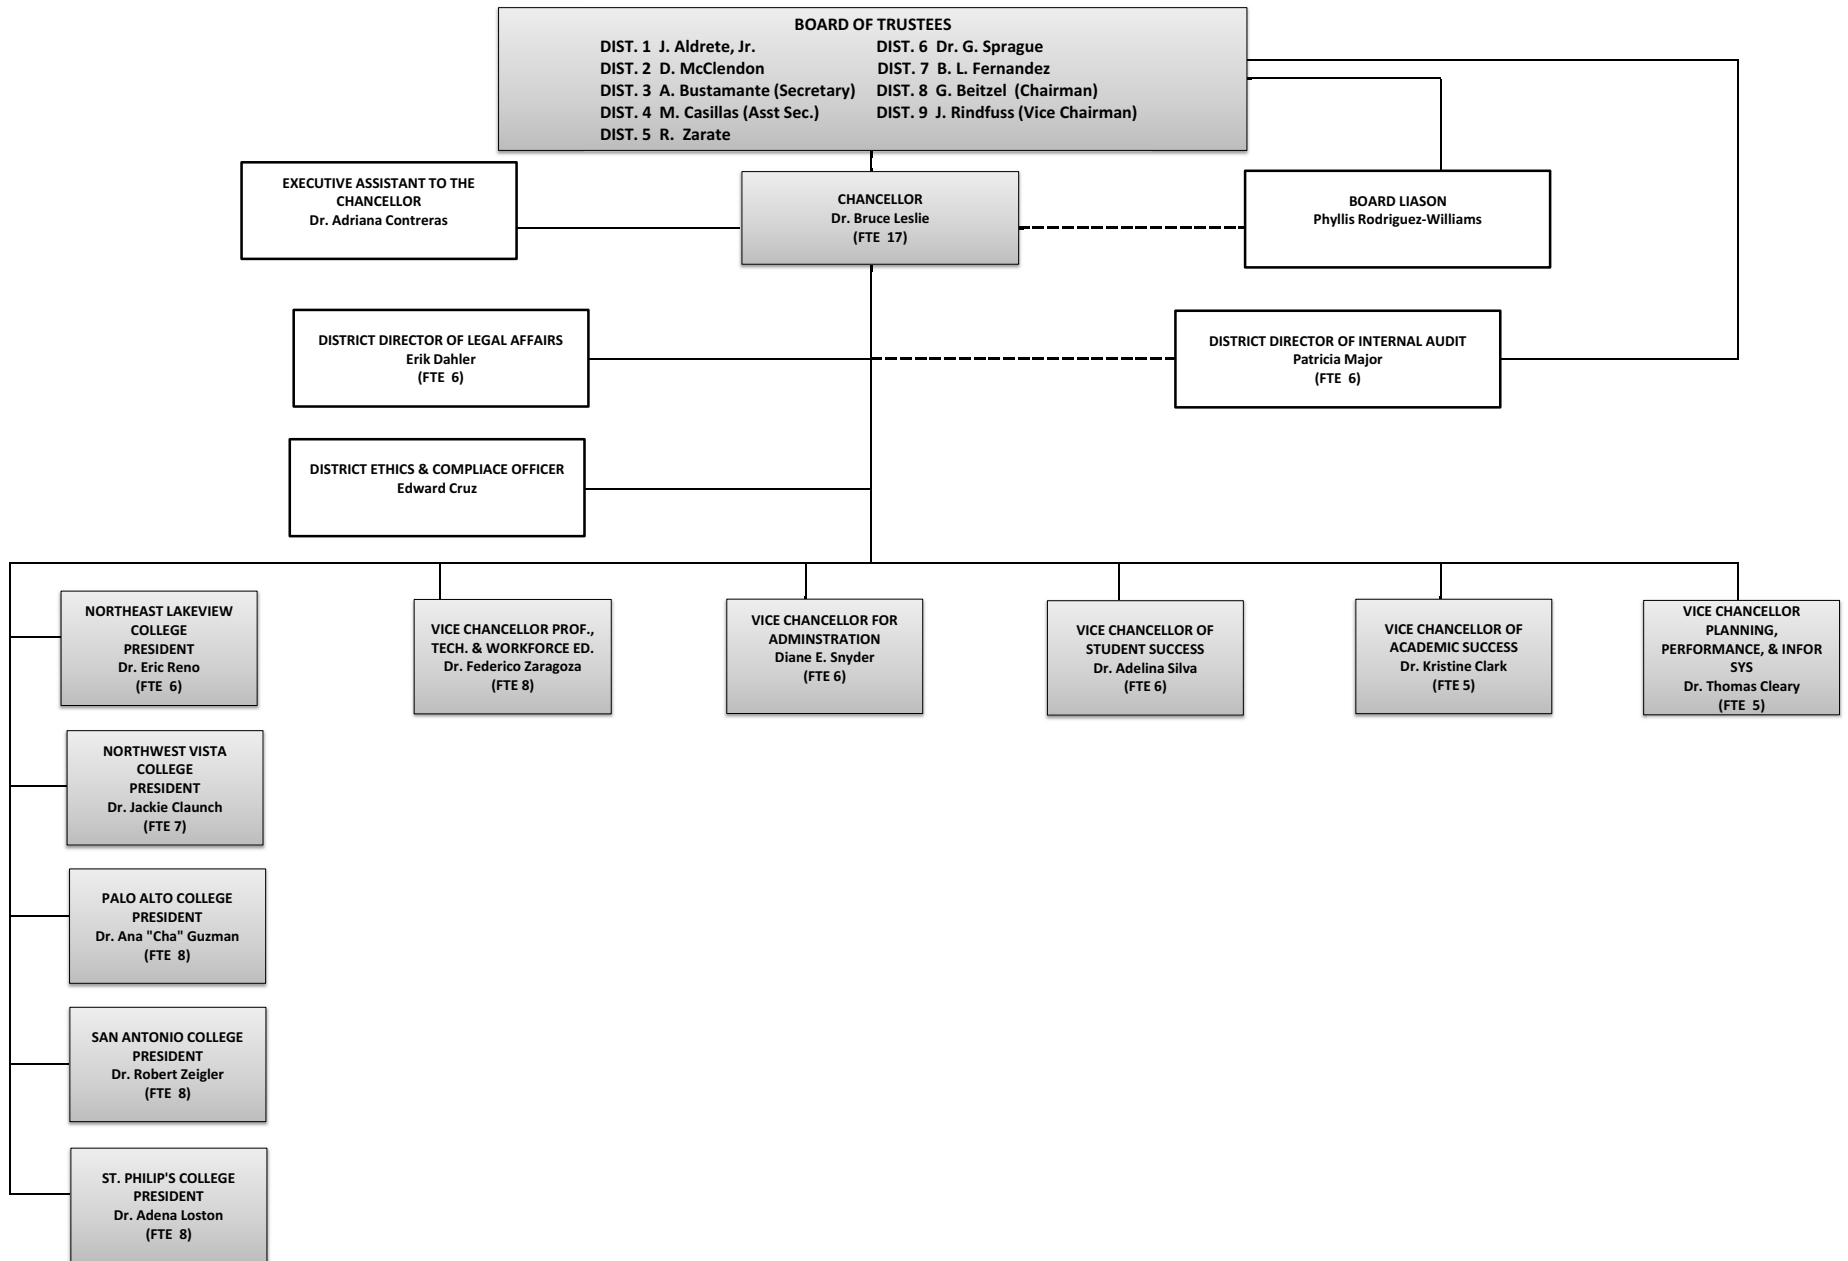 BOARD OF TRUSTEES
DIST. 1 J. Aldrete, Jr.
DIST. 2 D. McClendon
DIST. 3 A. Bustamante (Secretary)
DIST. 4 M. Casillas (Asst Sec.)
DIST. 5 R. Zarate
DIST. 6 Dr. G. Sprague
DIST. 7 B. L. Fernandez
DIST. 8 G. Beitzel (Chairman)
DIST. 9 J. Rindfuss (Vice Chairman)
EXECUTIVE ASSISTANT TO THE
CHANCELLOR
Dr. Adriana Contreras
CHANCELLOR
Dr. Bruce Leslie
(FTE 17)
BOARD LIASON
Phyllis Rodriguez-Williams
DISTRICT DIRECTOR OF LEGAL AFFAIRS
Erik Dahler
(FTE 6)
DISTRICT DIRECTOR OF INTERNAL AUDIT
Patricia Major
(FTE 6)
DISTRICT ETHICS & COMPLIACE OFFICER
Edward Cruz
NORTHEAST LAKEVIEW
COLLEGE
PRESIDENT
Dr. Eric Reno
(FTE 6)
VICE CHANCELLOR PROF.,
TECH. & WORKFORCE ED.
Dr. Federico Zaragoza
(FTE 8)
VICE CHANCELLOR FOR
ADMINSTRATION
Diane E. Snyder
(FTE 6)
VICE CHANCELLOR OF
STUDENT SUCCESS
Dr. Adelina Silva
(FTE 6)
VICE CHANCELLOR OF
ACADEMIC SUCCESS
Dr. Kristine Clark
(FTE 5)
VICE CHANCELLOR
PLANNING,
PERFORMANCE, & INFOR
SYS
Dr. Thomas Cleary
(FTE 5)
NORTHWEST VISTA
COLLEGE
PRESIDENT
Dr. Jackie Claunch
(FTE 7)
PALO ALTO COLLEGE
PRESIDENT
Dr. Ana "Cha" Guzman
(FTE 8)
SAN ANTONIO COLLEGE
PRESIDENT
Dr. Robert Zeigler
(FTE 8)
ST. PHILIP'S COLLEGE
PRESIDENT
Dr. Adena Loston
(FTE 8)